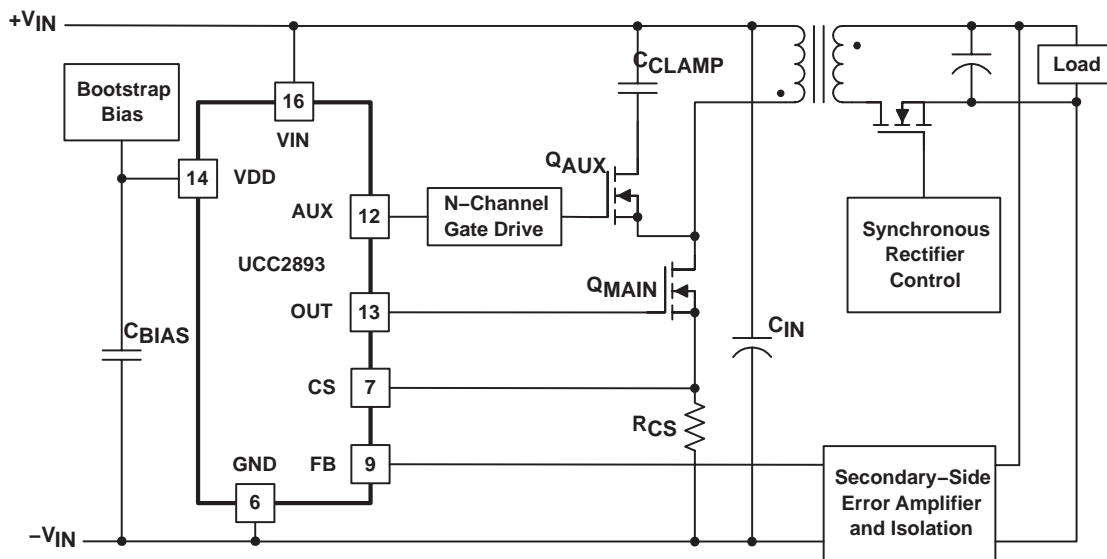 +VIN
Bootstrap
Bias
16
VIN
14
VDD
CCLAMP
QAUX
AUX
12
N−Channel
Gate Drive
UCC2893
QMAIN
OUT
13
CBIAS
CIN
CS
7
RCS
GND
FB
9
6
−VIN
Load
Synchronous
Rectifier
Control
Secondary−Side
Error Amplifier
and Isolation